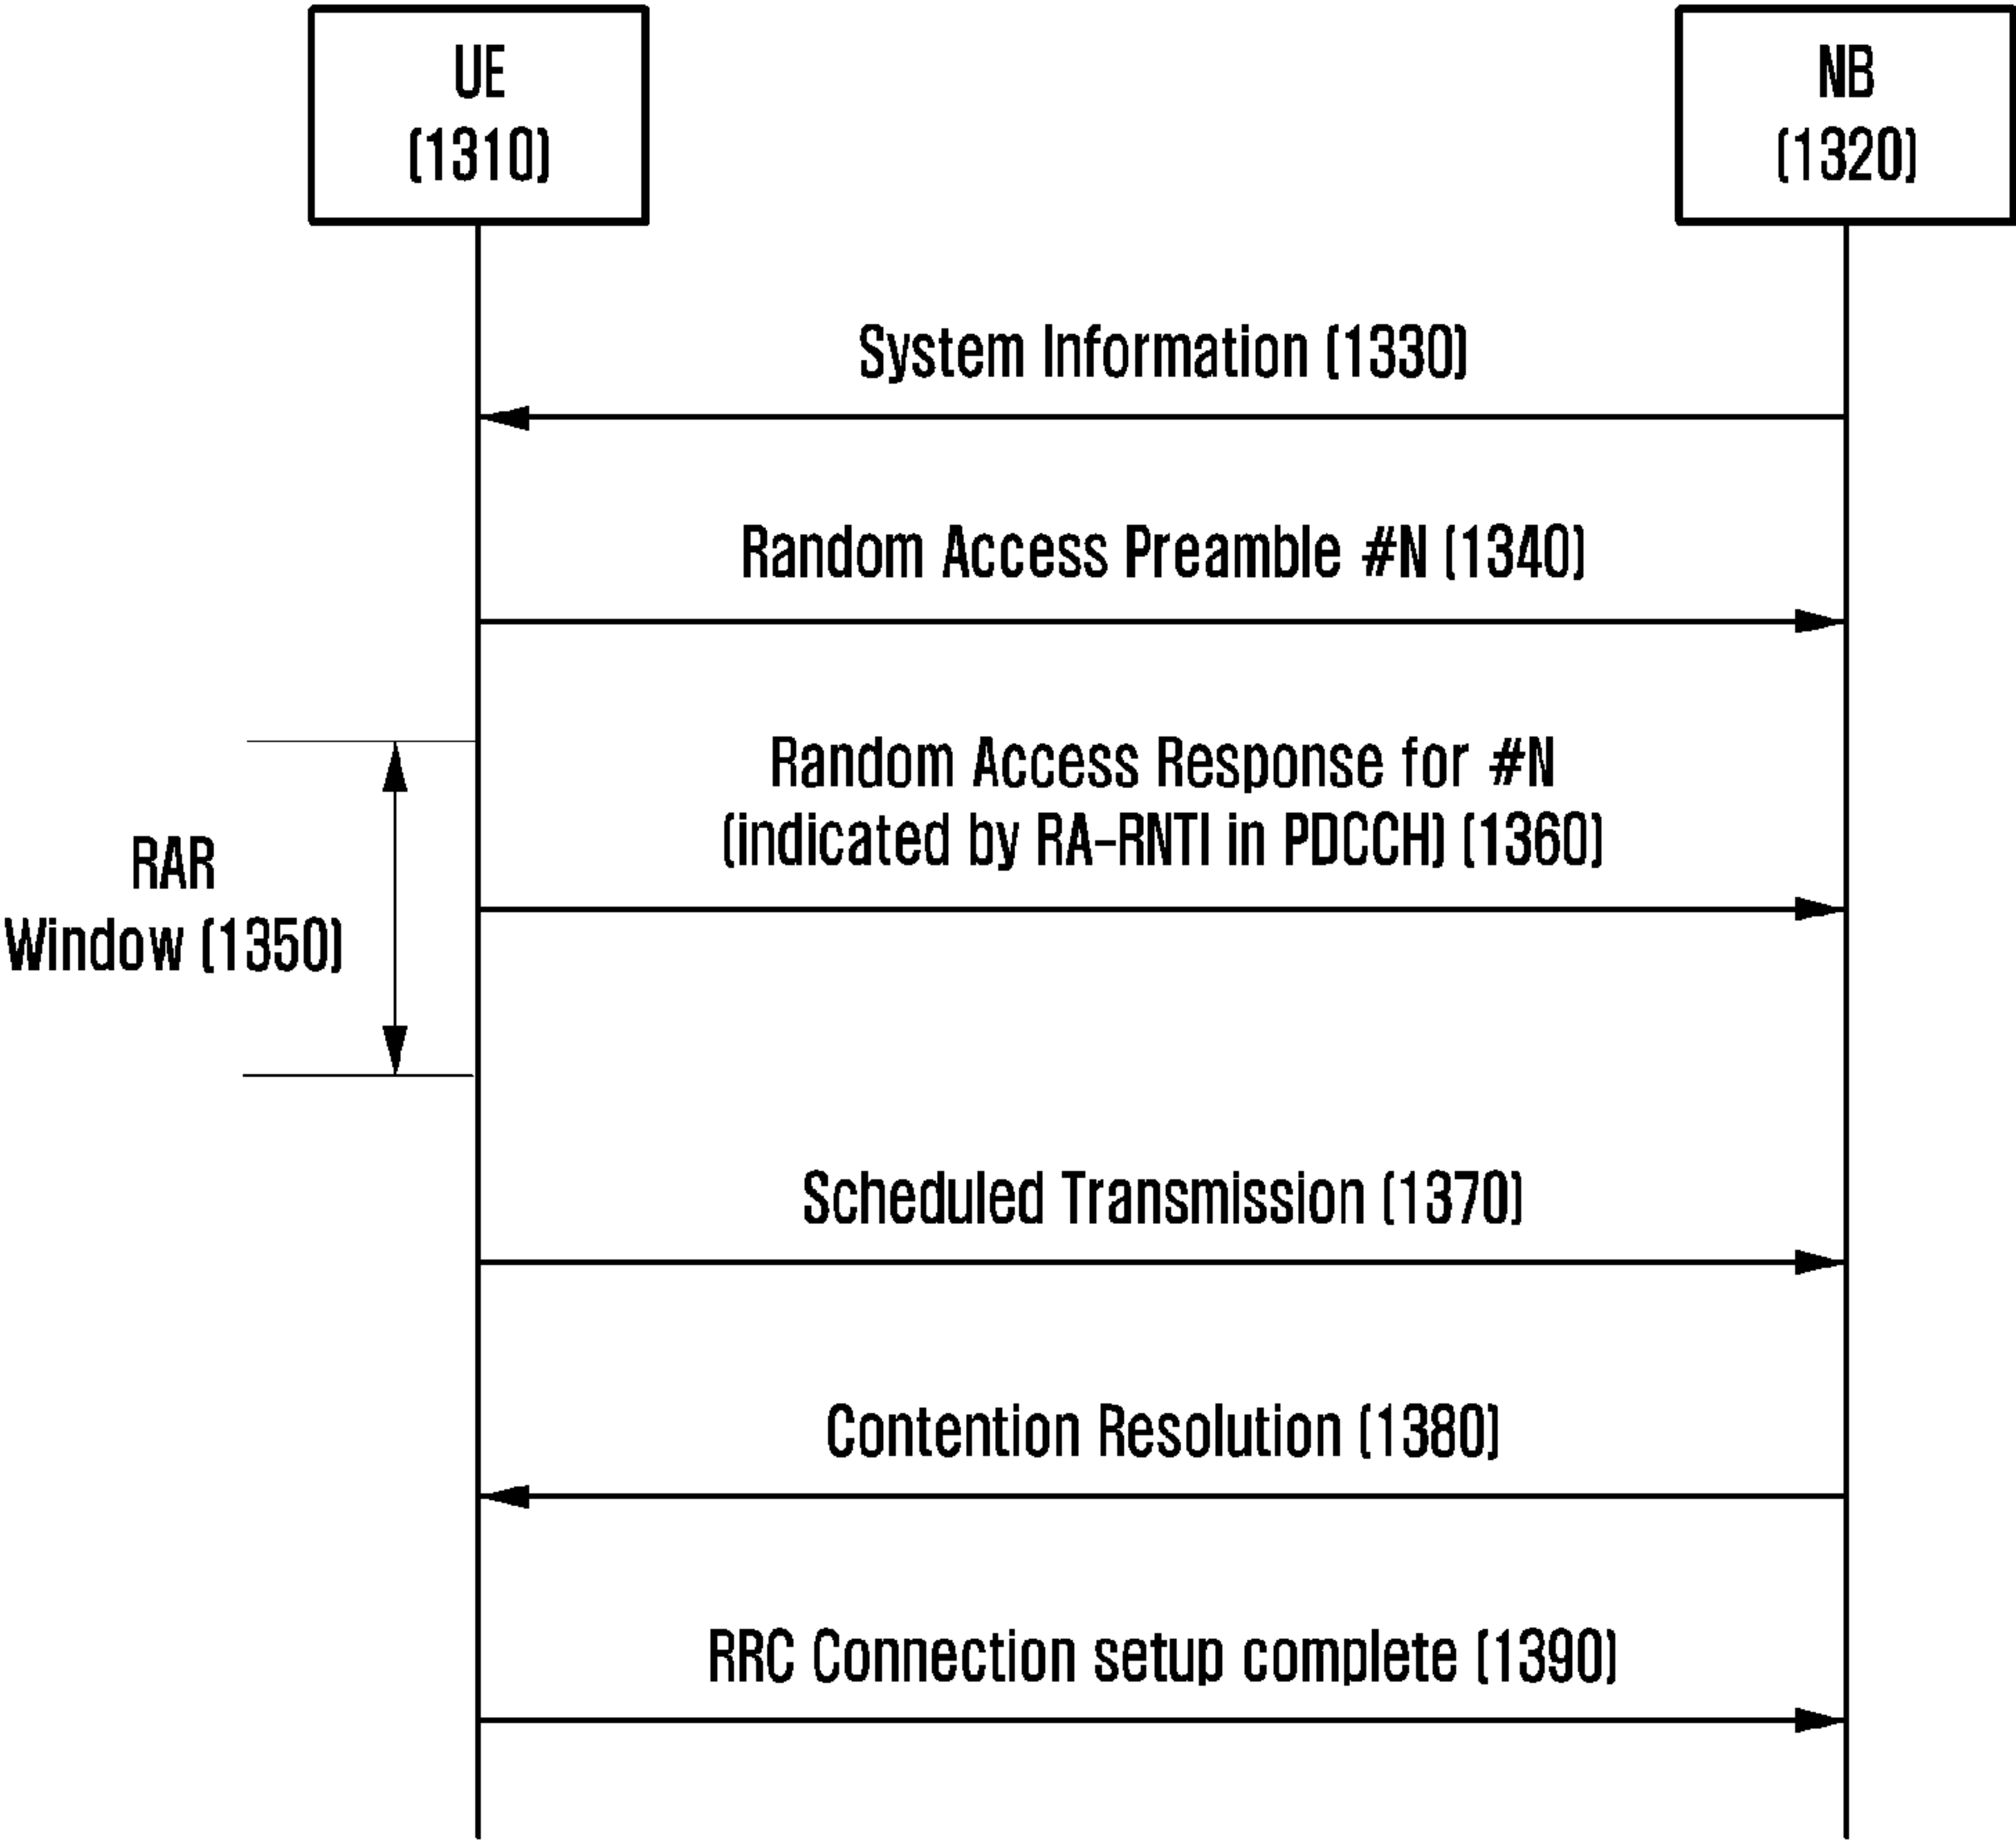 UE
(1310)
NB
(1320)
System Information (1330)
Random Access Preamble #N (1340)
Random Access Response for #N
(indicated by RA-RNTI in PDCCH) (1360)
RAR
Window (1350)
Scheduled Transmission (1370)
Contention Resolution (1380)
RRC Connection setup complete (1390)